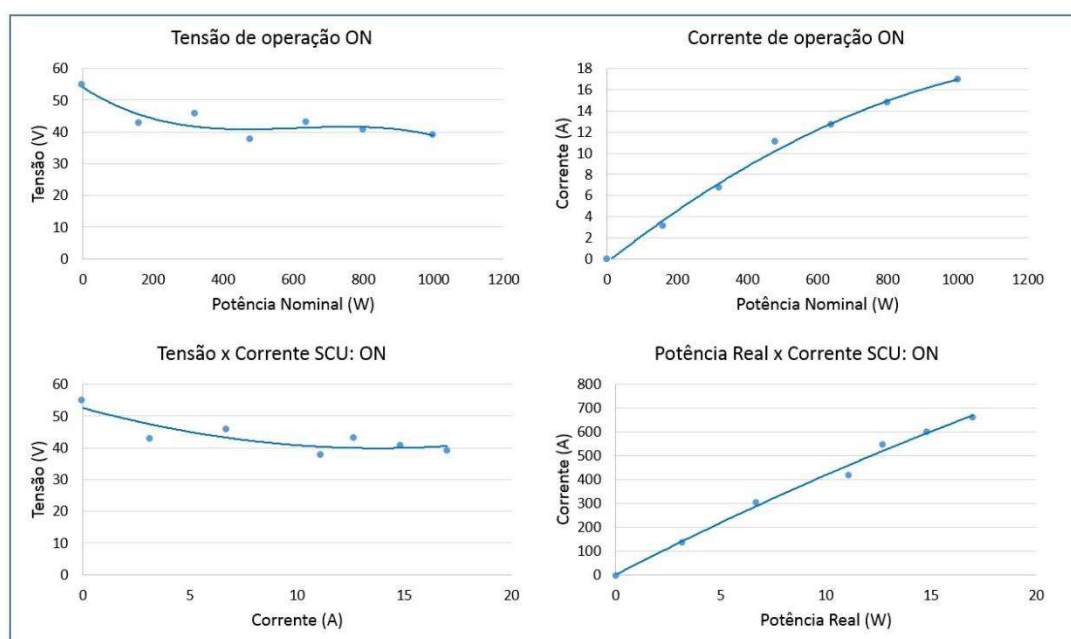 Tensão de operação ON
60
50
40
30
20
10
0
Tensão (V)
0 200 400 600 800 1000 1200
Potência Nominal (W)
Corrente de operação ON
18
16
14
12
10
8
6
4
2
0
Corrente (A)
0 200 400 600 800 1000 1200
Potência Nominal (W)
Tensão x Corrente SCU: ON
60
50
40
30
20
10
0
Tensão (V)
0 5 10 15 20
Corrente (A)
Potência Real x Corrente SCU: ON
800
700
600
500
400
300
200
100
0
Corrente (A)
0 5 10 15 20
Potência Real (W)